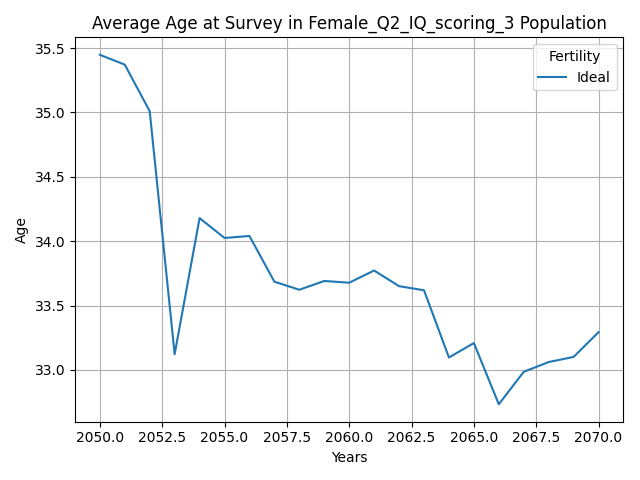 Average Age at Survey in Female_Q2_IQ_scoring_3 Population
Fertility
Ideal
35.5
35.0
34.5
34.0
33.5
33.0
Age
2050.0 2052.5 2055.0 2057.5 2060.0 2062.5 2065.0 2067.5 2070.0
Years